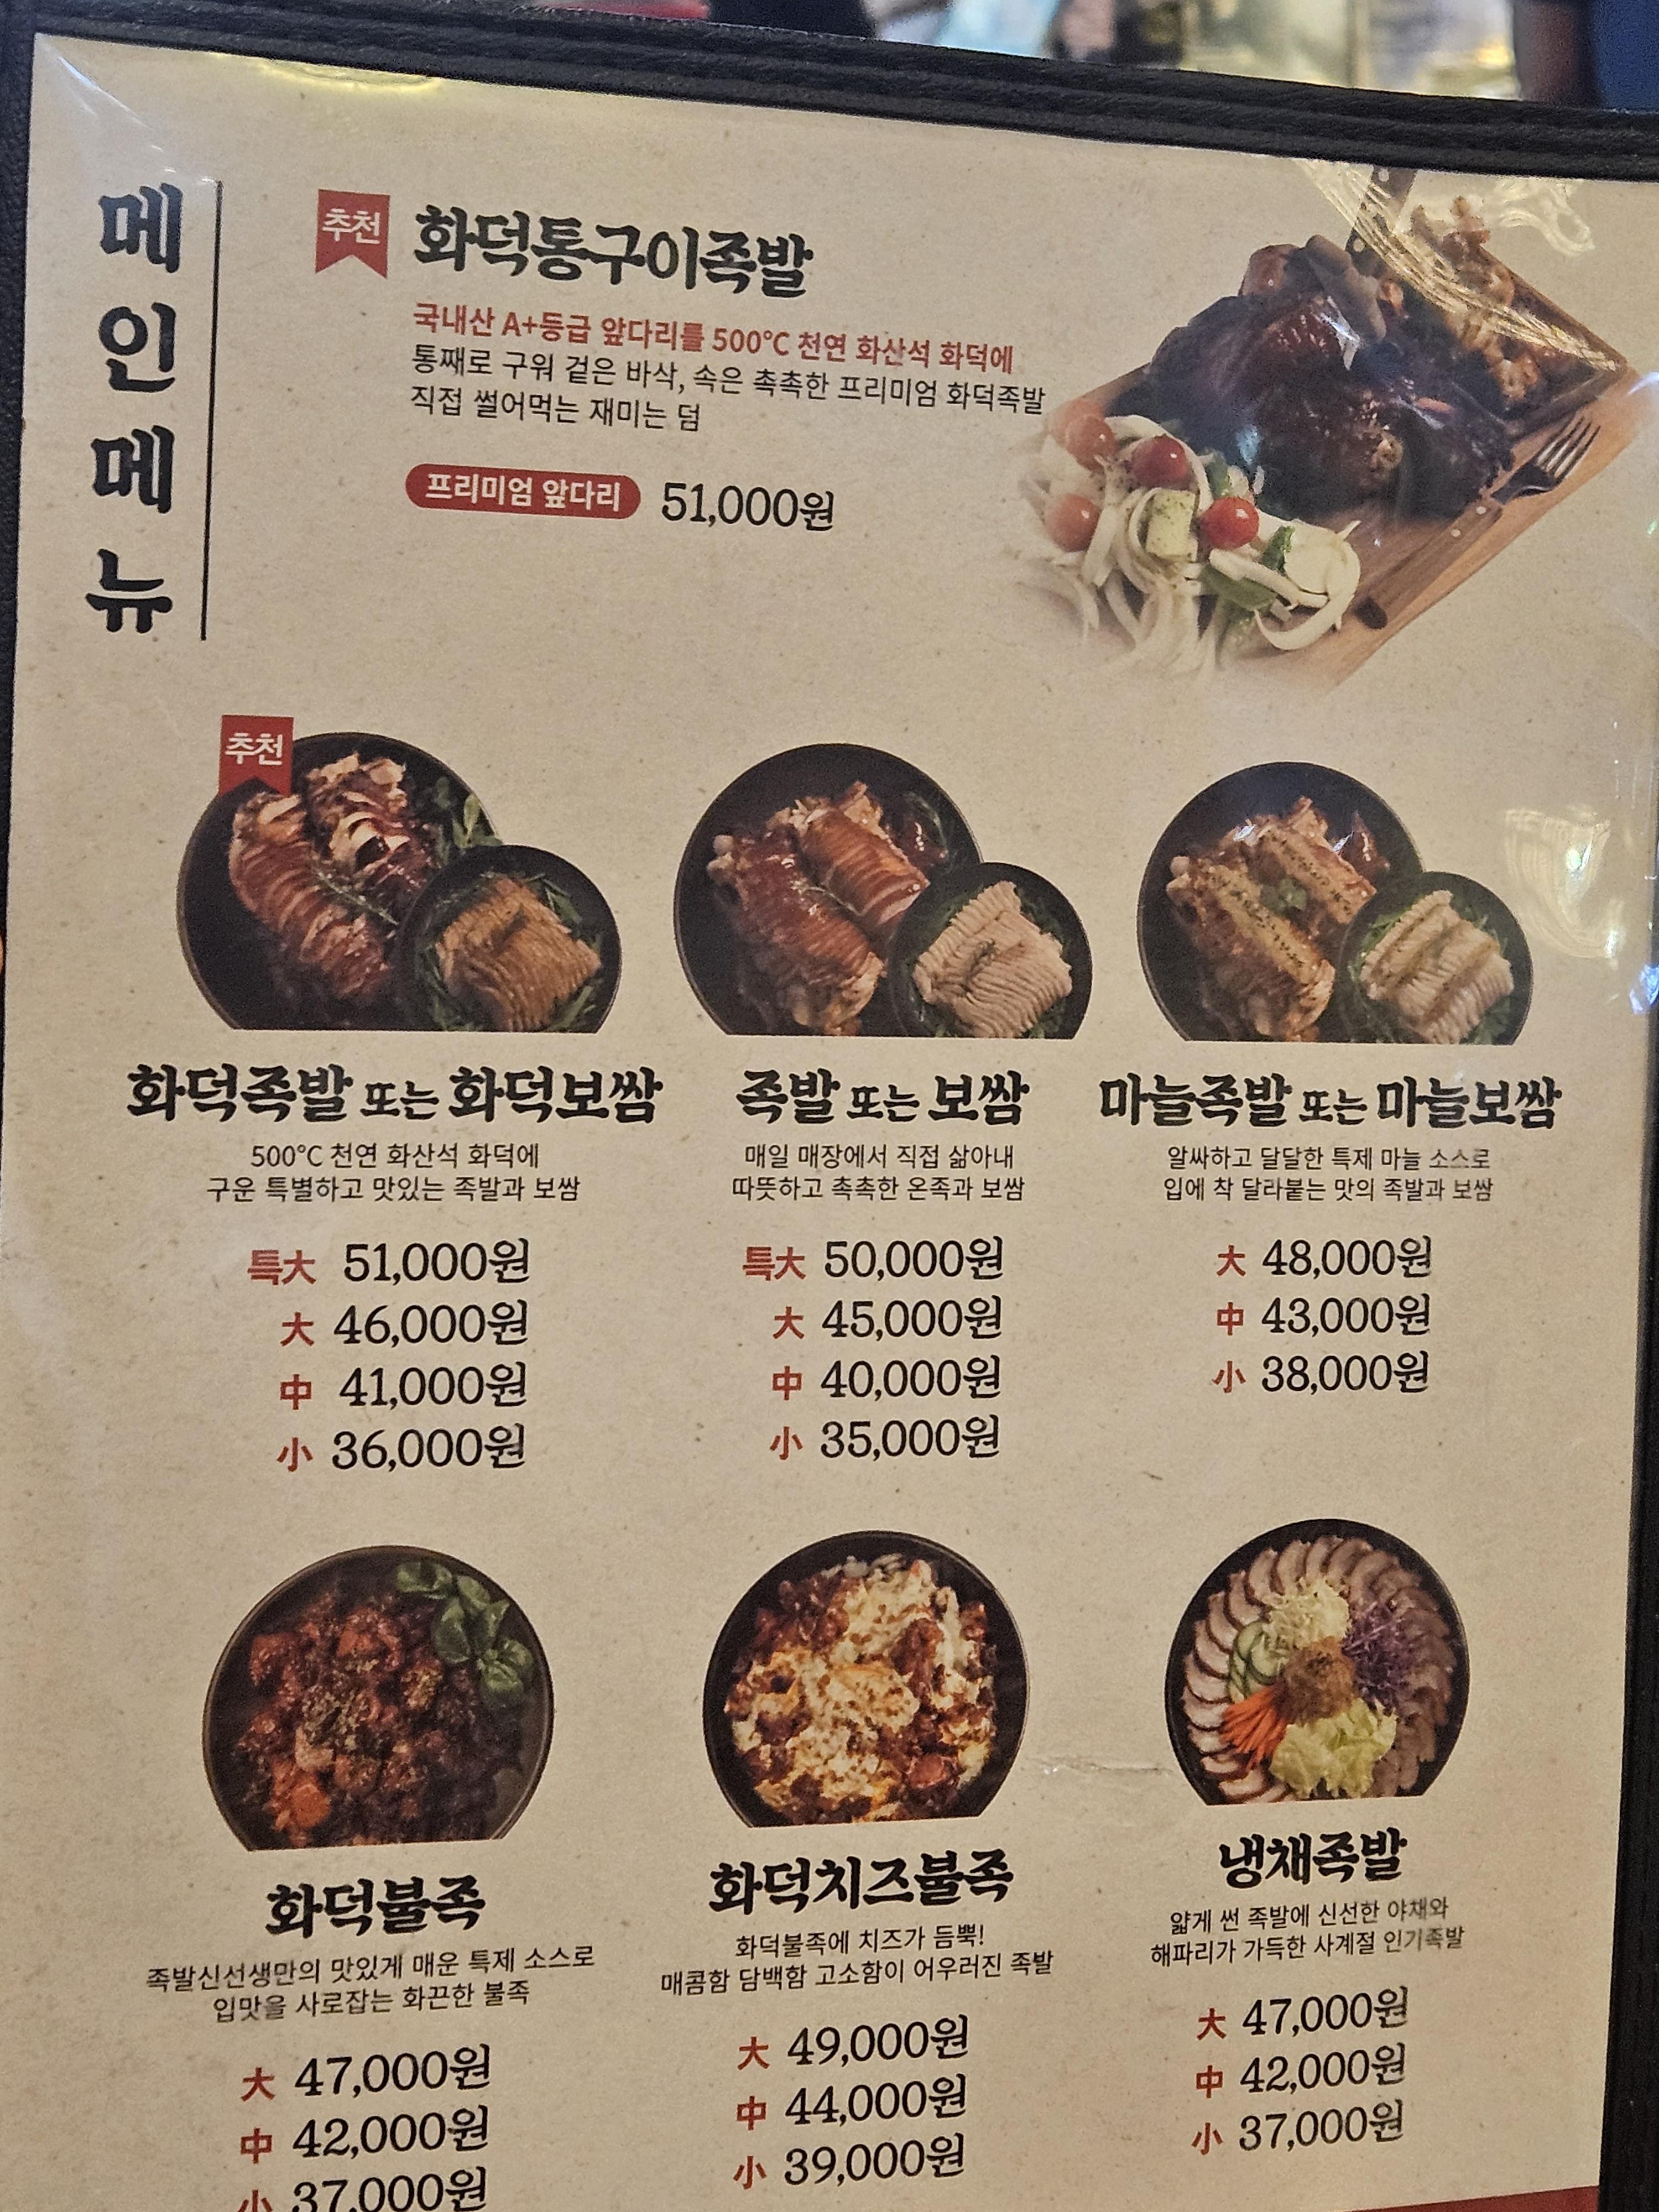 메인메뉴
추천
화덕통구이족발
국내산 A+등급 앞다리를 500℃ 천연 화산석 화덕에
통째로 구워 겉은 바삭, 속은 촉촉한 프리미엄 화덕족발
직접 썰어먹는 재미는 덤
프리미엄 앞다리 51,000원
추천
화덕족발 또는 화덕보쌈
500℃ 천연 화산석 화덕에
구운 특별하고 맛있는 족발과 보쌈
특大 51,000원
大 46,000원
中 41,000원
小 36,000원
족발 또는 보쌈
매일 매장에서 직접 삶아내
따뜻하고 촉촉한 온족과 보쌈
특大 50,000원
大 45,000원
中 40,000원
小 35,000원
마늘족발 또는 마늘보쌈
알싸하고 달달한 특제 마늘 소스로
입에 착 달라붙는 맛의 족발과 보쌈
大 48,000원
中 43,000원
小 38,000원
화덕불족
족발신선생만의 맛있게 매운 특제 소스로
입맛을 사로잡는 화끈한 불족
大 47,000원
中 42,000원
小 37,000원
화덕치즈불족
화덕불족에 치즈가 듬뿍!
매콤함 담백함 고소함이 어우러진 족발
大 49,000원
中 44,000원
小 39,000원
냉채족발
얇게 썬 족발에 신선한 야채와
해파리가 가득한 사계절 인기족발
大 47,000원
中 42,000원
小 37,000원